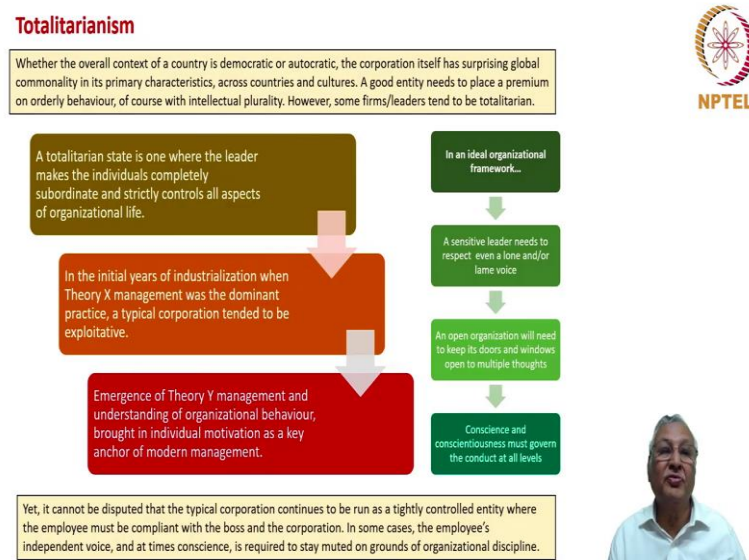 Totalitarianism
Whether the overall context of a country is democratic or autocratic, the corporation itself has surprising global
commonality in its primary characteristics, across countries and cultures. A good entity needs to place a premium
on orderly behaviour, of course with intellectual plurality. However, some firms/leaders tend to be totalitarian.
NPTEL
A totalitarian state is one where the leader
makes the individuals completely
subordinate and strictly controls all aspects
of organizational life.
In the initial years of industrialization when
Theory X management was the dominant
practice, a typical corporation tended to be
exploitative.
Emergence of Theory Y management and
understanding of organizational behaviour,
brought in individual motivation as a key
anchor of modern management.
In an ideal organizational
framework...
A sensitive leader needs to
respect even a lone and/or
lame voice
An open organization will need
to keep its doors and windows
open to multiple thoughts
Conscience and
conscientiousness must govern
the conduct at all levels
Yet, it cannot be disputed that the typical corporation continues to be run as a tightly controlled entity where
the employee must be compliant with the boss and the corporation. In some cases, the employee's
independent voice, and at times conscience, is required to stay muted on grounds of organizational discipline.